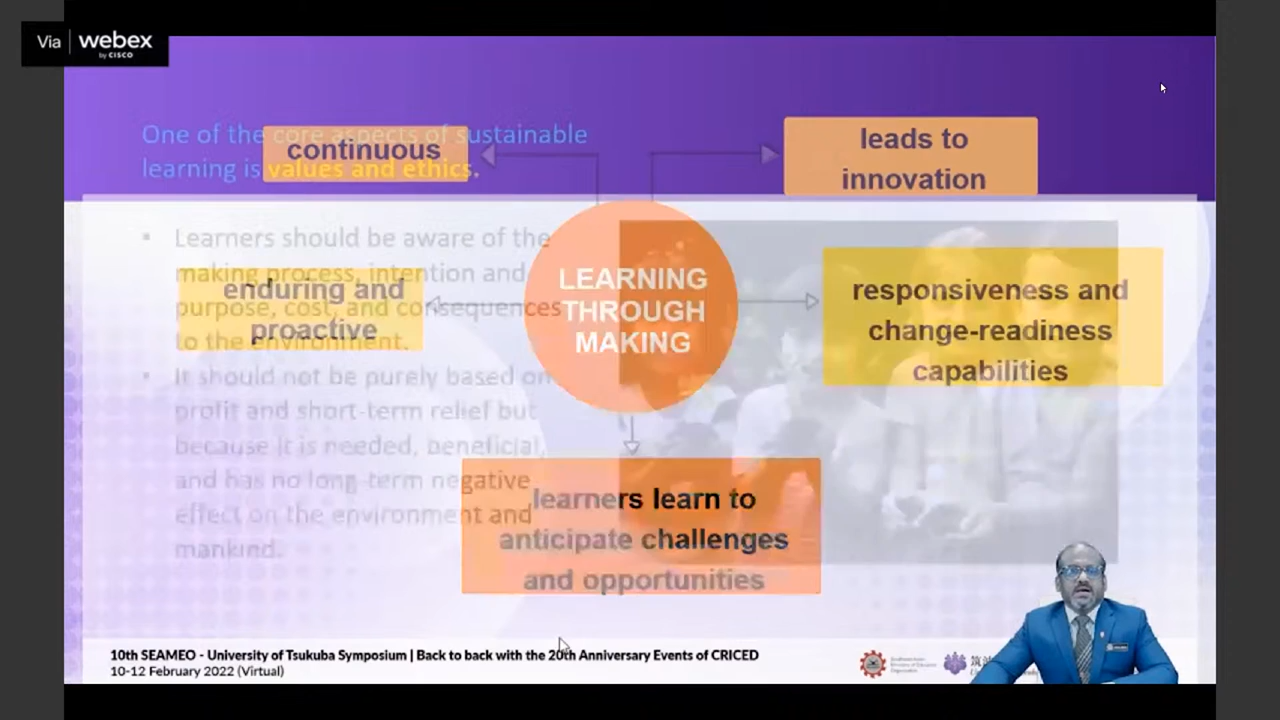 Via webex
by CISCO
One of the core aspects of sustainable
learning is values and ethics.
continuous
leads to
innovation
Learners should be aware of the
making process, intention and
purpose, cost, and consequences
to the environment.
It should not be purely based on
profit and short-term relief but
because it is needed, beneficial,
and has no long-term negative
effect on the environment and
mankind.
enduring and
proactive
LEARNING
THROUGH
MAKING
responsiveness and
change-readiness
capabilities
learners learn to
anticipate challenges
and opportunities
10th SEAMEO - University of Tsukuba Symposium | Back to back with the 20th Anniversary Events of CRICED
10-12 February 2022 (Virtual)